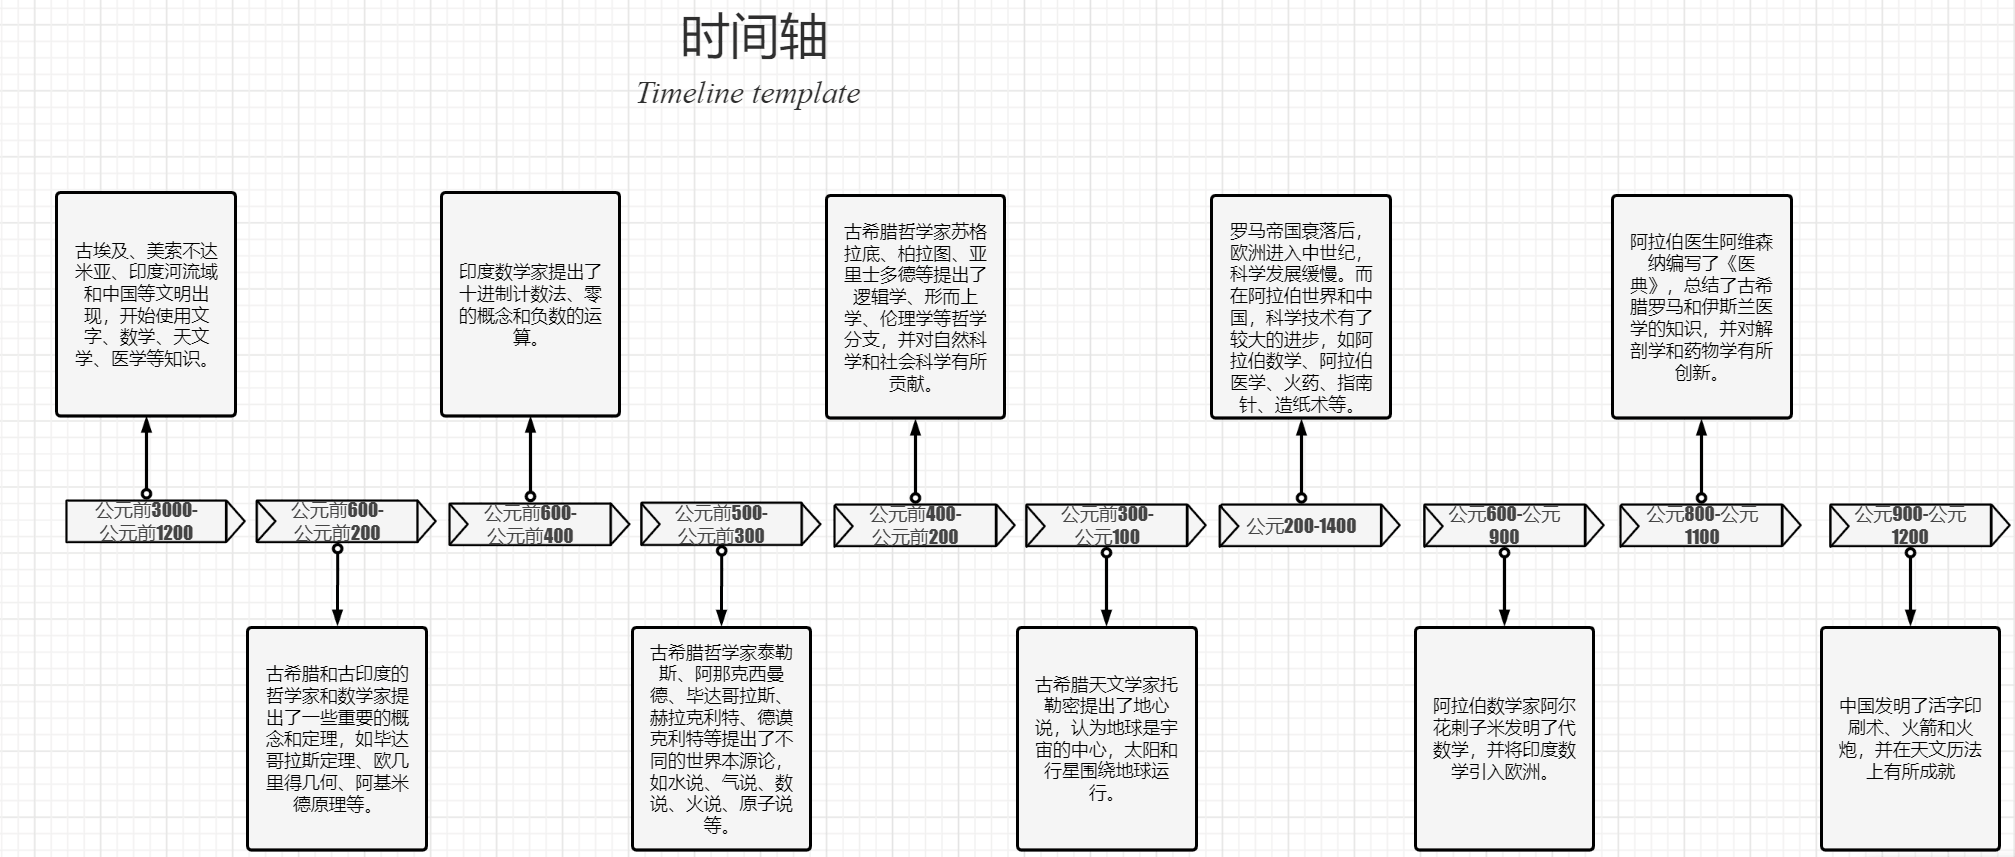 时间轴
Timeline template
古埃及、美索不达
米亚、印度河流域
和中国等文明出
现，开始使用文
字、数学、天文
学、医学等知识。
印度数学家提出了
十进制计数法、零
的概念和负数的运
算。
古希腊哲学家苏格
拉底、柏拉图、亚
里士多德等提出了
逻辑学、形而上
学、伦理学等哲学
分支，并对自然科
学和社会科学有所
贡献。
罗马帝国衰落后，
欧洲进入中世纪，
科学发展缓慢。而
在阿拉伯世界和中
国，科学技术有了
较大的进步，如阿
拉伯数学、阿拉伯
医学、火药、指南
针、造纸术等。
阿拉伯医生阿维森
纳编写了《医
典》，总结了古希
腊罗马和伊斯兰医
学的知识，并对解
剖学和药物学有所
创新。
公元前3000-
公元前1200
公元前600-
公元前200
公元前600-
公元前400
公元前500-
公元前300
公元前400-
公元前200
公元前300-
公元100
公元200-1400
公元600-公元
900
公元800-公元
1100
公元900-公元
1200
古希腊和古印度的
哲学家和数学家提
出了一些重要的概
念和定理，如毕达
哥拉斯定理、欧几
里得几何、阿基米
德原理等。
古希腊哲学家泰勒
斯、阿那克西曼
德、毕达哥拉斯、
赫拉克利特、德谟
克利特等提出了不
同的世界本源论，
如水说、气说、数
说、火说、原子说
等。
古希腊天文学家托
勒密提出了地心
说，认为地球是宇
宙的中心，太阳和
行星围绕地球运
行。
阿拉伯数学家阿尔
花剌子米发明了代
数学，并将印度数
学引入欧洲。
中国发明了活字印
刷术、火箭和火
炮，并在天文历法
上有所成就